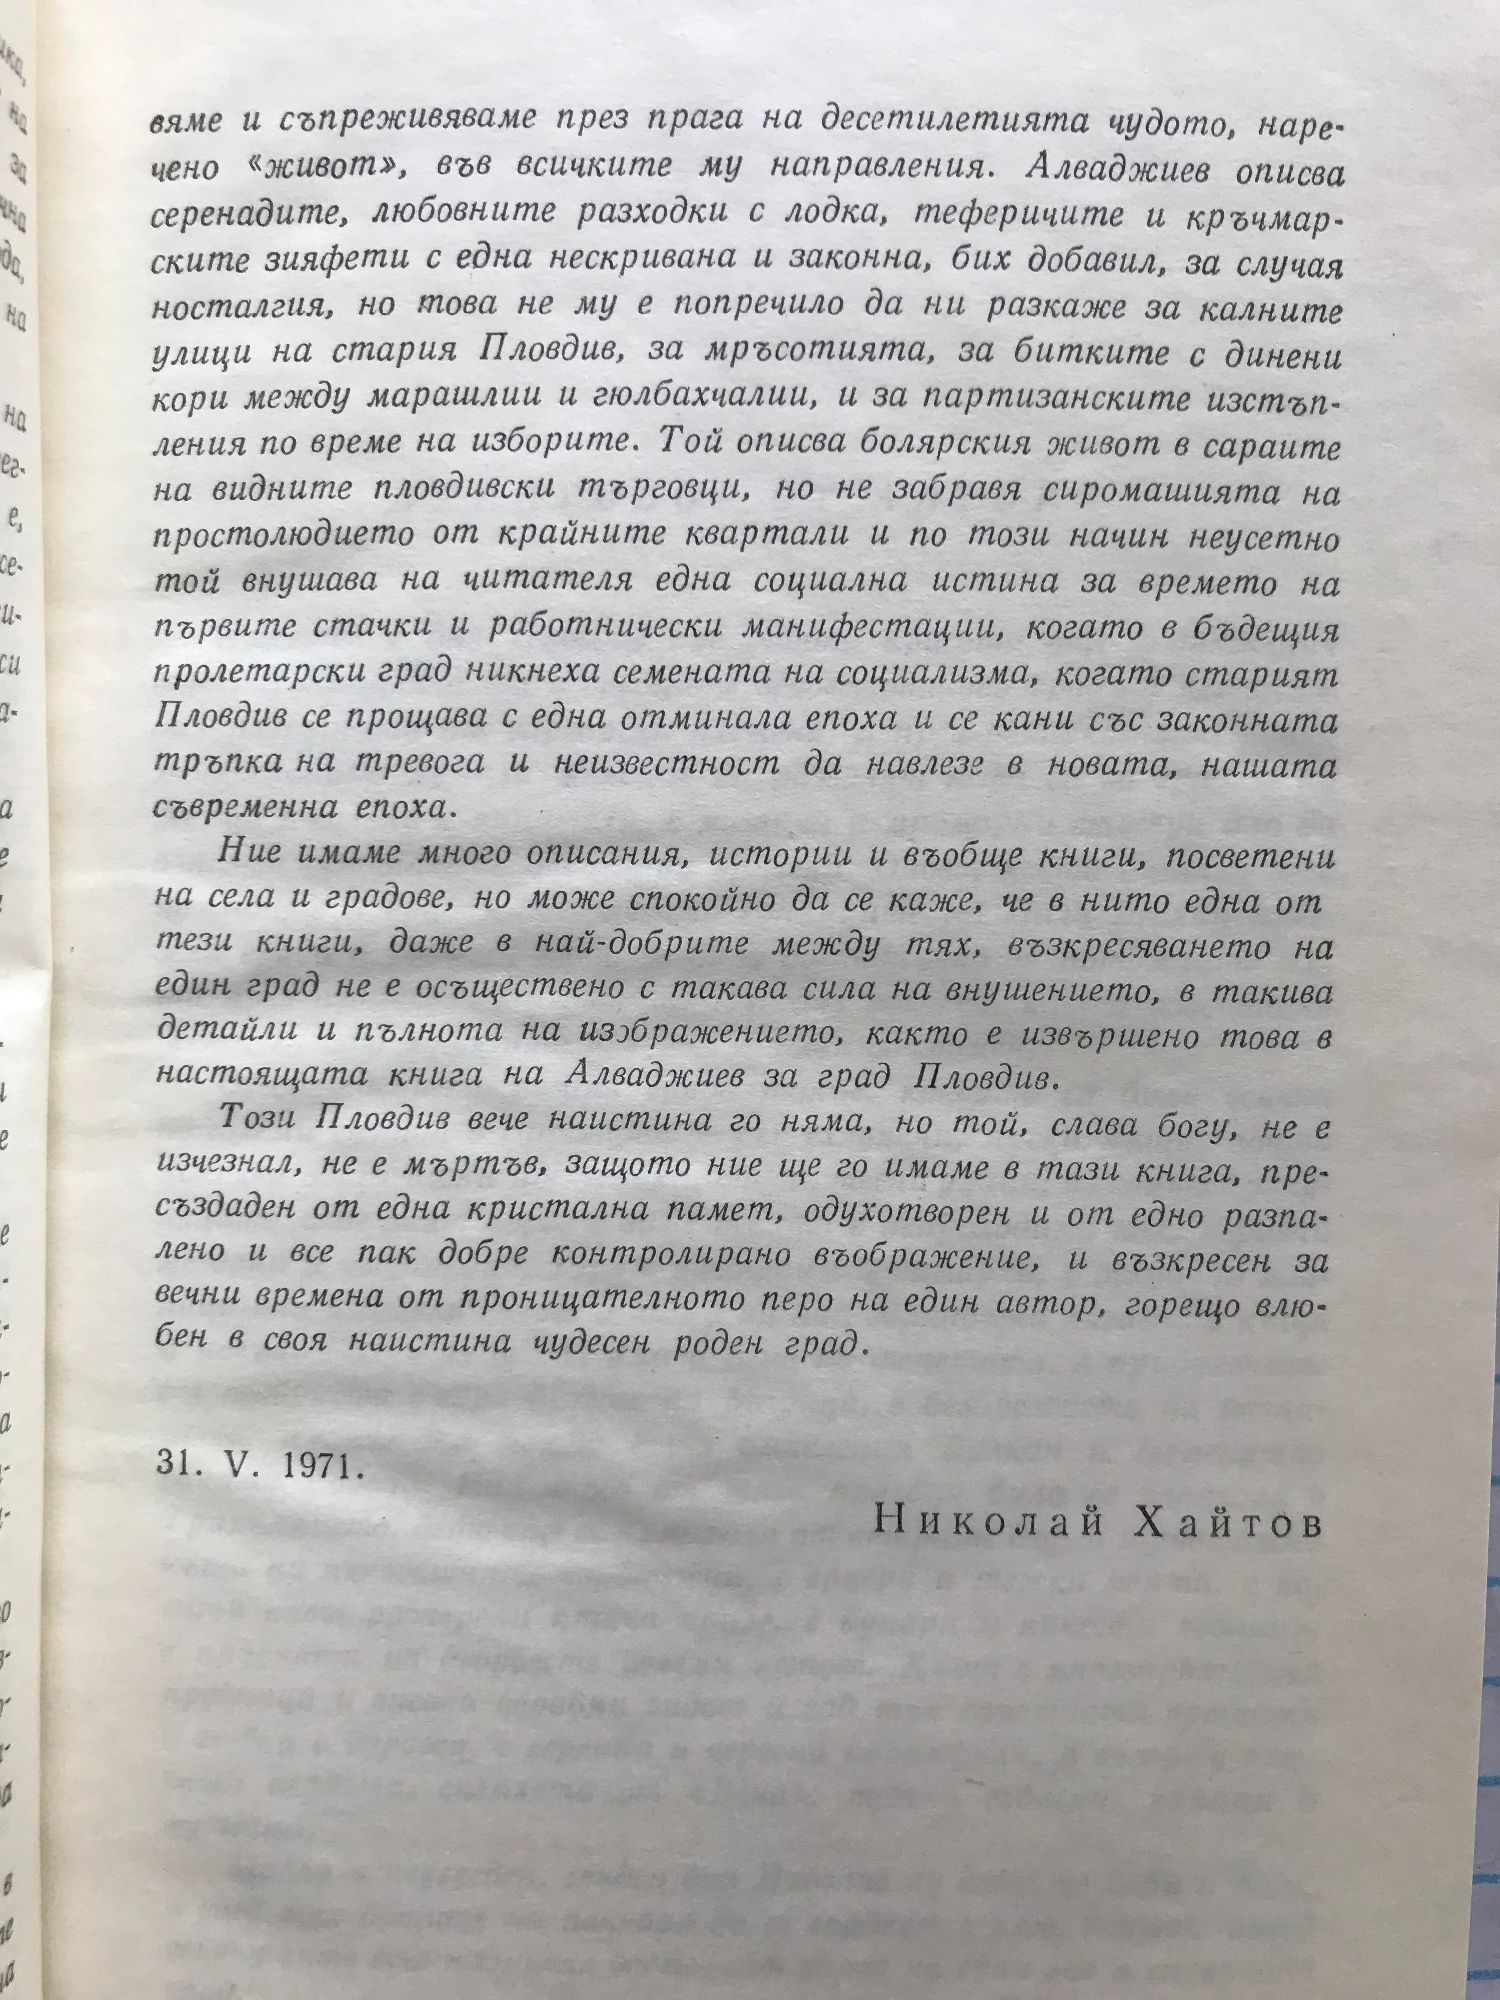 вяме и съпреживяваме през прага на десетилетията чудото, наре-
чено «живот», във всичките му направления. Алваджиев описва
серенадите, любовните разходки с лодка, теферичите и кръчмар-
ските зияфети с една нескривана и законна, бих добавил, за случая
носталгия, но това не му е попречило да ни разкаже за калните
улици на стария Пловдив, за мръсотията, за битките с динени
кори между марашлии и гюлбахчалии, и за партизанските изстъп-
ления по време на изборите. Той описва болярския живот в сараите
на видните пловдивски търговци, но не забравя сиромашията на
простолюдието от крайните квартали и по този начин неусетно
той внушава на читателя една социална истина за времето на
първите стачки и работнически манифестации, когато в бъдещия
пролетарски град никнеха семената на социализма, когато старият
Пловдив се прощава с една отминала епоха и се кани със законната
тръпка на тревога и неизвестност да навлезе в новата, нашата
съвременна епоха.
Ние имаме много описания, истории и въобще книги, посветени
на села и градове, но може спокойно да се каже, че в нито една от
тези книги, даже в най-добрите между тях, възкресяването на
един град не е осъществено с такава сила на внушението, в такива
детайли и пълнота на изображението, както е извършено това в
настоящата книга на Алваджиев за град Пловдив.
Този Пловдив вече наистина го няма, но той, слава богу, не е
изчезнал, не е мъртъв, защото ние ще го имаме в тази книга, пре-
създаден от една кристална памет, одухотворен и от едно разпа-
лено и все пак добре контролирано въображение, и възкресен за
вечни времена от проницателното перо на един автор, горещо влю-
бен в своя наистина чудесен роден град.
31. V. 1971.
Николай Хайтов